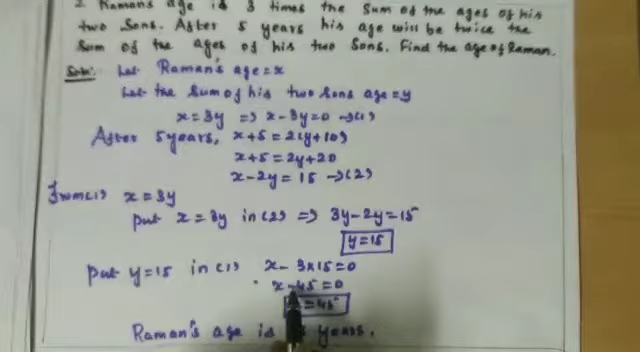 2. Raman's age is 3 times the sum of the ages of his
two sons. After 5 years his age will be twice the
sum of the ages of his two sons. Find the age of Raman.
Soln: Let Raman's age = x
Let the sum of his two sons age = y
x = 3y => x - 3y = 0 →(1)
After 5 years, x + 5 = 2(y + 10)
x + 5 = 2y + 20
x - 2y = 15 →(2)
From (1) x = 3y
put x = 3y in (2) => 3y - 2y = 15
y = 15
put y = 15 in (1) x - 3x15 = 0
x - 45 = 0
= 45
Raman's age is years.